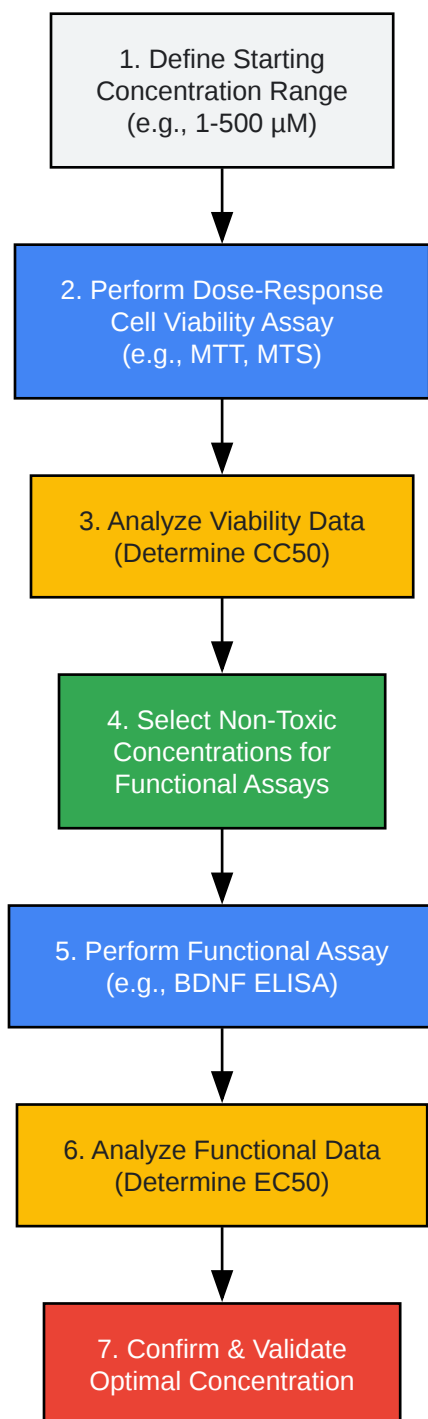 1. Define Starting
Concentration Range
(e.g., 1-500 µM)
2. Perform Dose-Response
Cell Viability Assay
(e.g., MTT, MTS)
3. Analyze Viability Data
(Determine CC50)
4. Select Non-Toxic
Concentrations for
Functional Assays
5. Perform Functional Assay
(e.g., BDNF ELISA)
6. Analyze Functional Data
(Determine EC50)
7. Confirm & Validate
Optimal Concentration